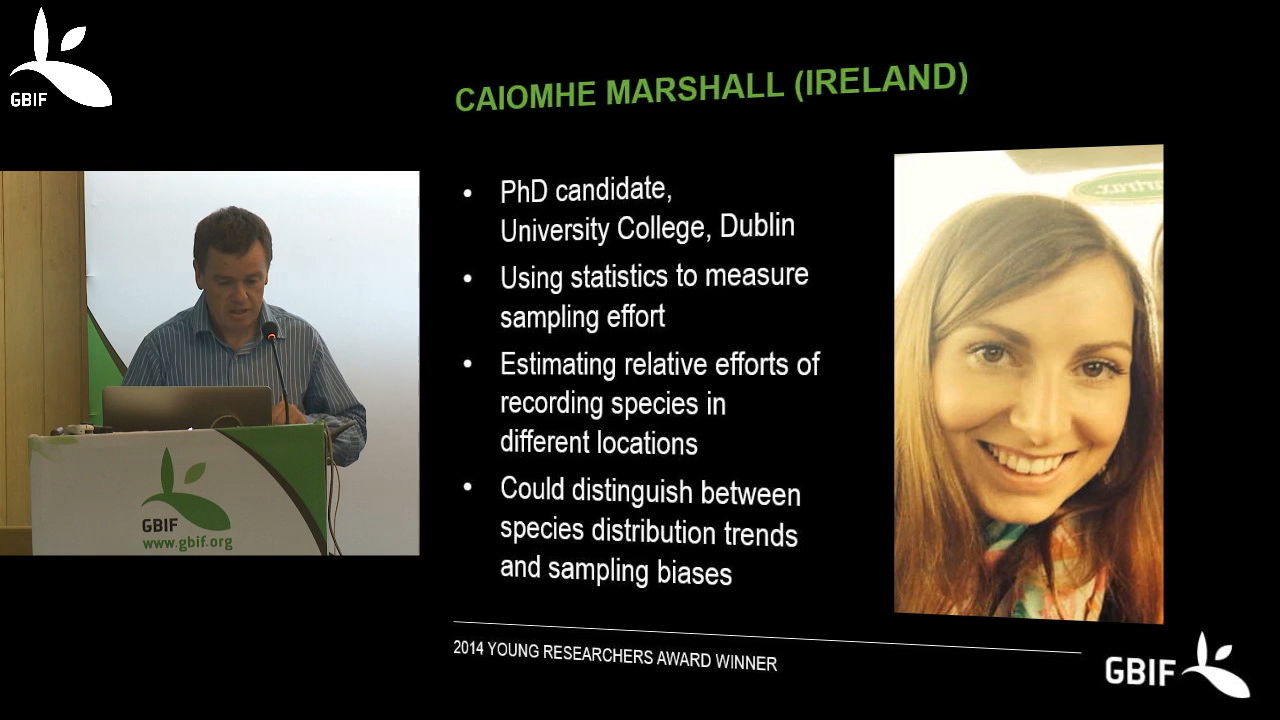 GBIF
CAIOMHE MARSHALL (IRELAND)
• PhD candidate,
University College, Dublin
• Using statistics to measure
sampling effort
• Estimating relative efforts of
recording species in
different locations
• Could distinguish between
species distribution trends
and sampling biases
2014 YOUNG RESEARCHERS AWARD WINNER
GBIF
GBIF
www.gbif.org